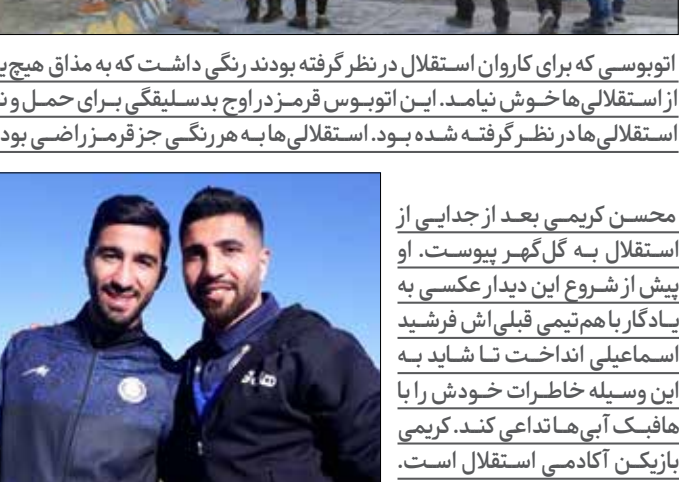 اتوبوسی که برای کاروان استقلال در نظر گرفته بودند رنگی داشت که به مذاق هیچ‌
از استقلالی‌ها خوش نیامد. این اتوبوس قرمز در اوج بدسلیقگی برای حمل و
استقلالی‌ها در نظر گرفته شده بود. استقلالی‌ها به هر رنگی جز قرمز راضی بود
محسن کریمی بعد از جدایی از
استقلال به گل‌گهر پیوست. او
پیش از شروع این دیدار عکسی به
یادگار با هم‌تیمی قبلی‌اش فرشید
اسماعیلی انداخت تا شاید به
این وسیله خاطرات خودش را با
هافبک آبی‌ها تداعی کند. کریمی
بازیکن آکادمی استقلال است.